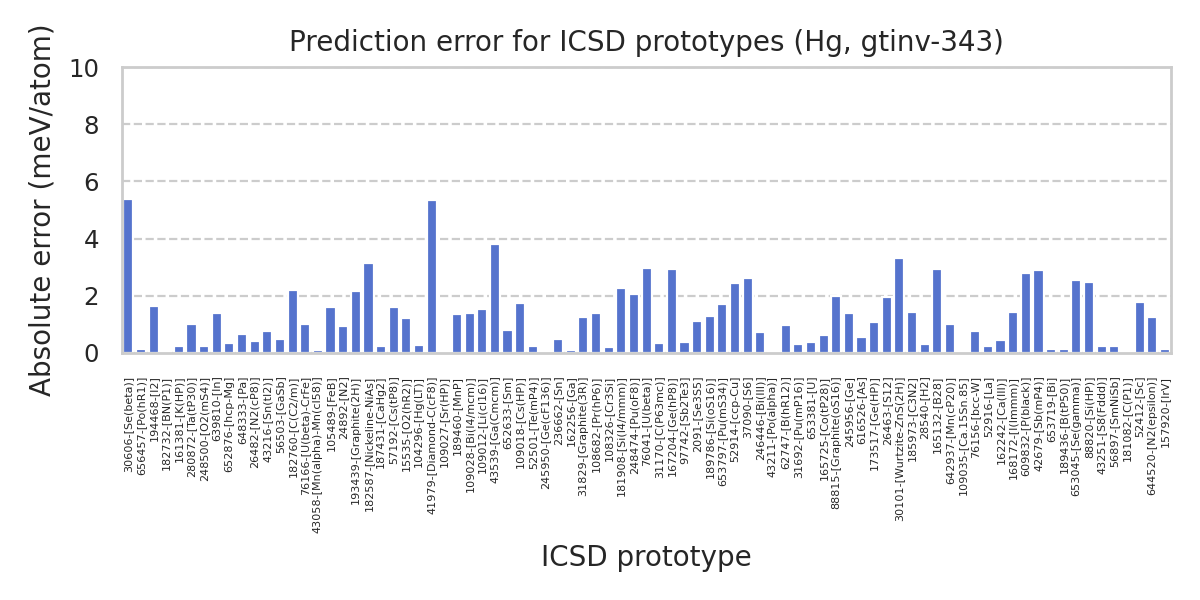 Prediction error for ICSD prototypes (Hg, gtinv-343)
Absolute error (meV/atom)
10
8
6
4
2
0
30606-[Se(beta)]
656457-[Po(hR1)]
194468-[I2]
182732-[BN(P1)]
161381-[K(HP)]
280872-[Ta(tP30)]
248500-[O2(mS4)]
639810-[In]
652876-[hcp-Mg]
648333-[Pa]
26482-[N2(cP8)]
43216-[Sn(tI2)]
5603-[GaSb]
182760-[C(C2/m)]
76166-[U(beta)-CrFe]
43058-[Mn(alpha)-Mn(cI58)]
105489-[FeB]
24892-[N2]
193439-[Graphite(2H)]
182587-[Nickeline-NiAs]
187431-[CaHg2]
57192-[Cs(tP8)]
15535-[O2(hR2)]
104296-[Hg(LT)]
41979-[Diamond-C(cF8)]
109027-[Sr(HP)]
189460-[MnP]
109028-[Bi(I4/mcm)]
109012-[Li(cI16)]
43539-[Ga(Cmcm)]
652633-[Sm]
109018-[Cs(HP)]
52501-[Te(mP4)]
245950-[Ge(cF136)]
236662-[Sn]
162256-[Ga]
31829-[Graphite(3R)]
108682-[Pr(hP6)]
108326-[Cr3Si]
181908-[Si(I4/mmm)]
248474-[Pu(oF8)]
76041-[U(beta)]
31170-[C(P63mc)]
167204-[Ge(hP8)]
97742-[Sb2Te3]
2091-[Se3S5]
189786-[Si(oS16)]
653797-[Pu(mS34)]
52914-[ccp-Cu]
37090-[S6]
246446-[Bi(III)]
43211-[Po(alpha)]
62747-[B(hR12)]
31692-[P(mP16)]
653381-[U]
165725-[Co(tP28)]
88815-[Graphite(oS16)]
245956-[Ge]
616526-[As]
173517-[Ge(HP)]
26463-[S12]
30101-[Wurtzite-ZnS(2H)]
185973-[C3N2]
28540-[H2]
165132-[B28]
642937-[Mn(cP20)]
109035-[Ca.15Sn.85]
76156-[bcc-W]
52916-[La]
162242-[Ca(III)]
168172-[I(Immm)]
609832-[P(black)]
42679-[Sb(mP4)]
653719-[Bi]
189436-[B(tP50)]
653045-[Se(gamma)]
88820-[Si(HP)]
43251-[S8(Fddd)]
56897-[SmNiSb]
181082-[C(P1)]
52412-[Sc]
644520-[N2(epsilon)]
157920-[IrV]
ICSD prototype